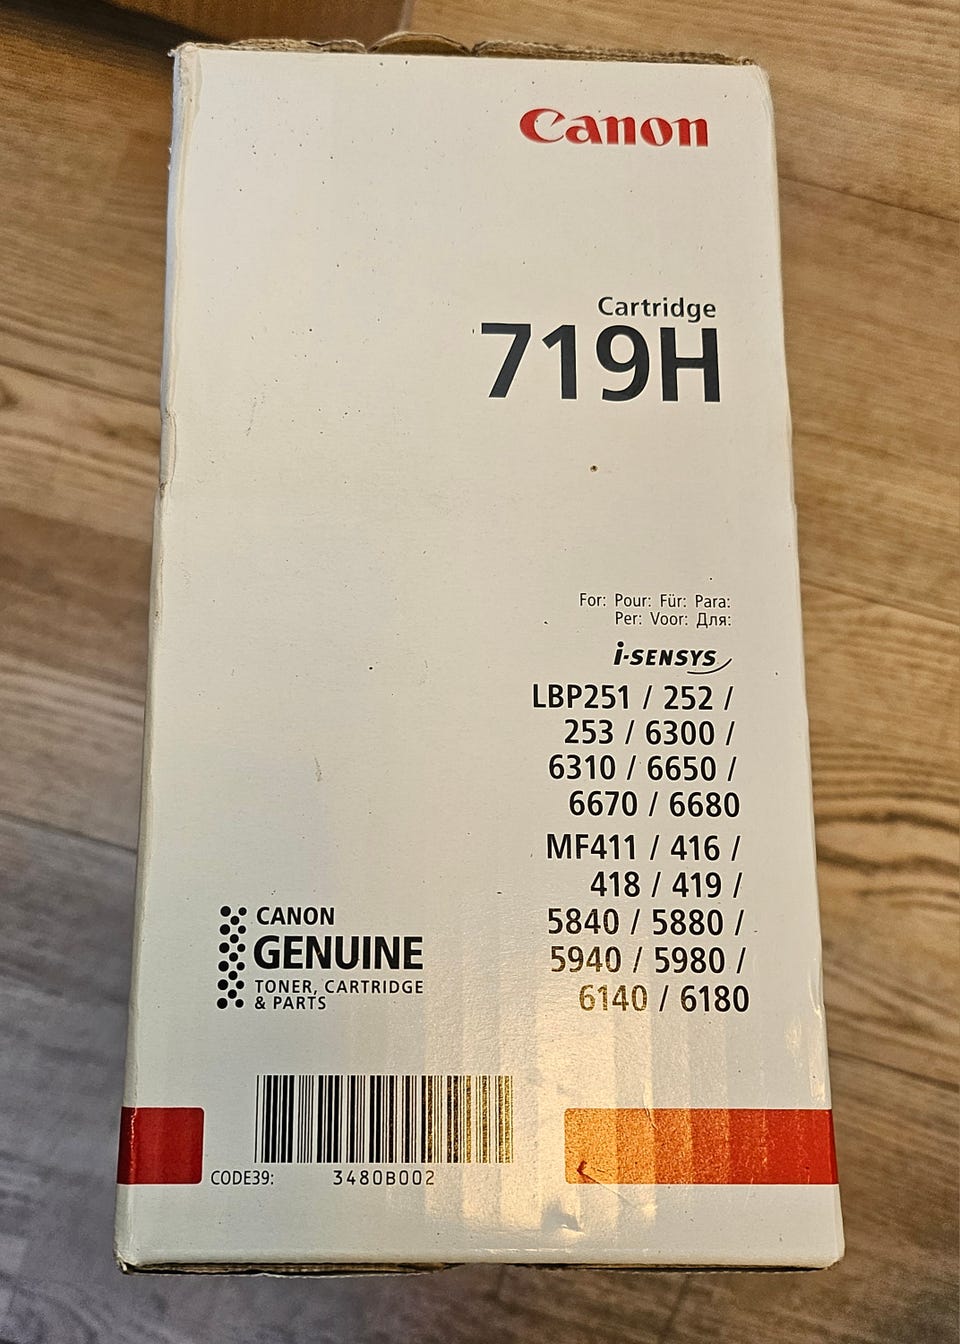 Canon
Cartridge
719H
For: Pour: Für: Para:
Per: Voor: Для:
i-SENSYS
LBP251 / 252 /
253 / 6300 /
6310 / 6650 /
6670 / 6680
MF411 / 416 /
418 / 419 /
5840 / 5880 /
5940 / 5980 /
6140 / 6180
CANON
GENUINE
TONER, CARTRIDGE
& PARTS
CODE39: 3480B002